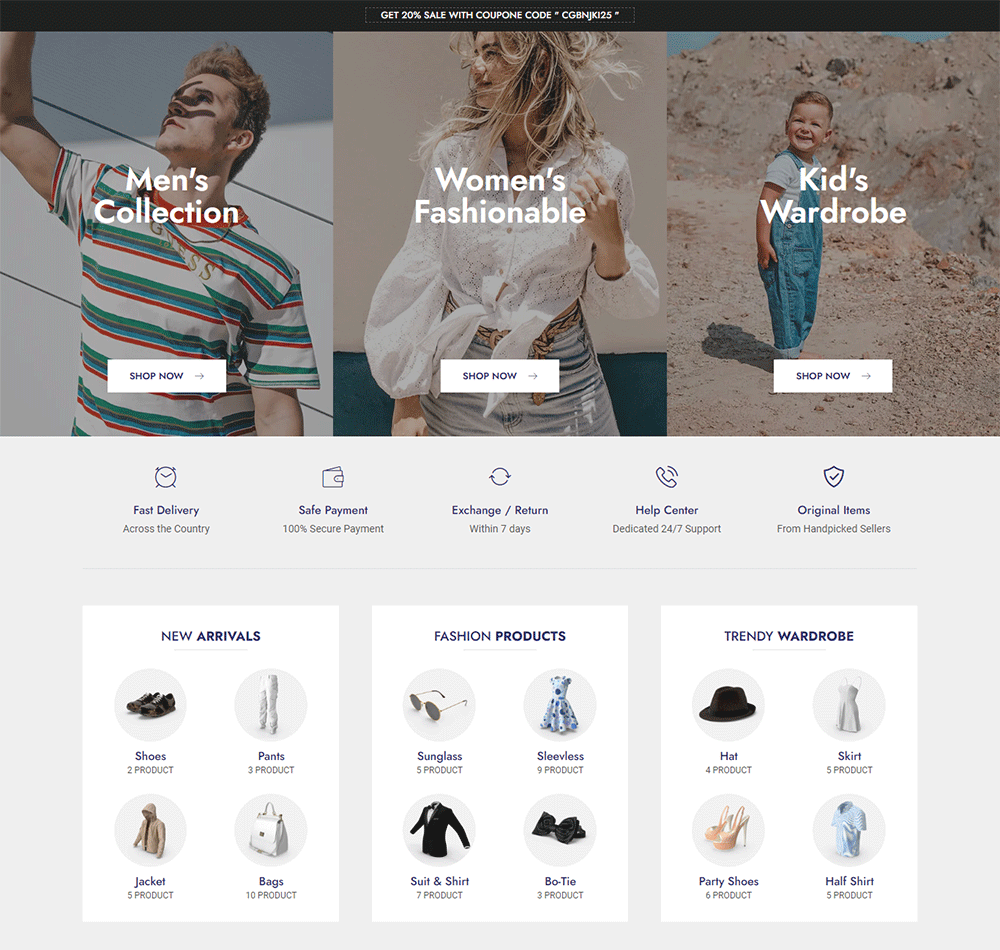 GET 20% SALE WITH COUPONE CODE " CGBNJKI25 "
Men's
Collection
GUESS
SHOP NOW
Women's
Fashionable
SHOP NOW
Kid's
Wardrobe
SHOP NOW
Fast Delivery
Across the Country
Safe Payment
100% Secure Payment
Exchange / Return
Within 7 days
Help Center
Dedicated 24/7 Support
Original Items
From Handpicked Sellers
NEW ARRIVALS
Shoes
2 PRODUCT
Pants
3 PRODUCT
Jacket
5 PRODUCT
Bags
10 PRODUCT
FASHION PRODUCTS
Sunglass
5 PRODUCT
Sleevless
9 PRODUCT
Suit & Shirt
7 PRODUCT
Bo-Tie
3 PRODUCT
TRENDY WARDROBE
Hat
4 PRODUCT
Skirt
5 PRODUCT
Party Shoes
6 PRODUCT
Half Shirt
5 PRODUCT